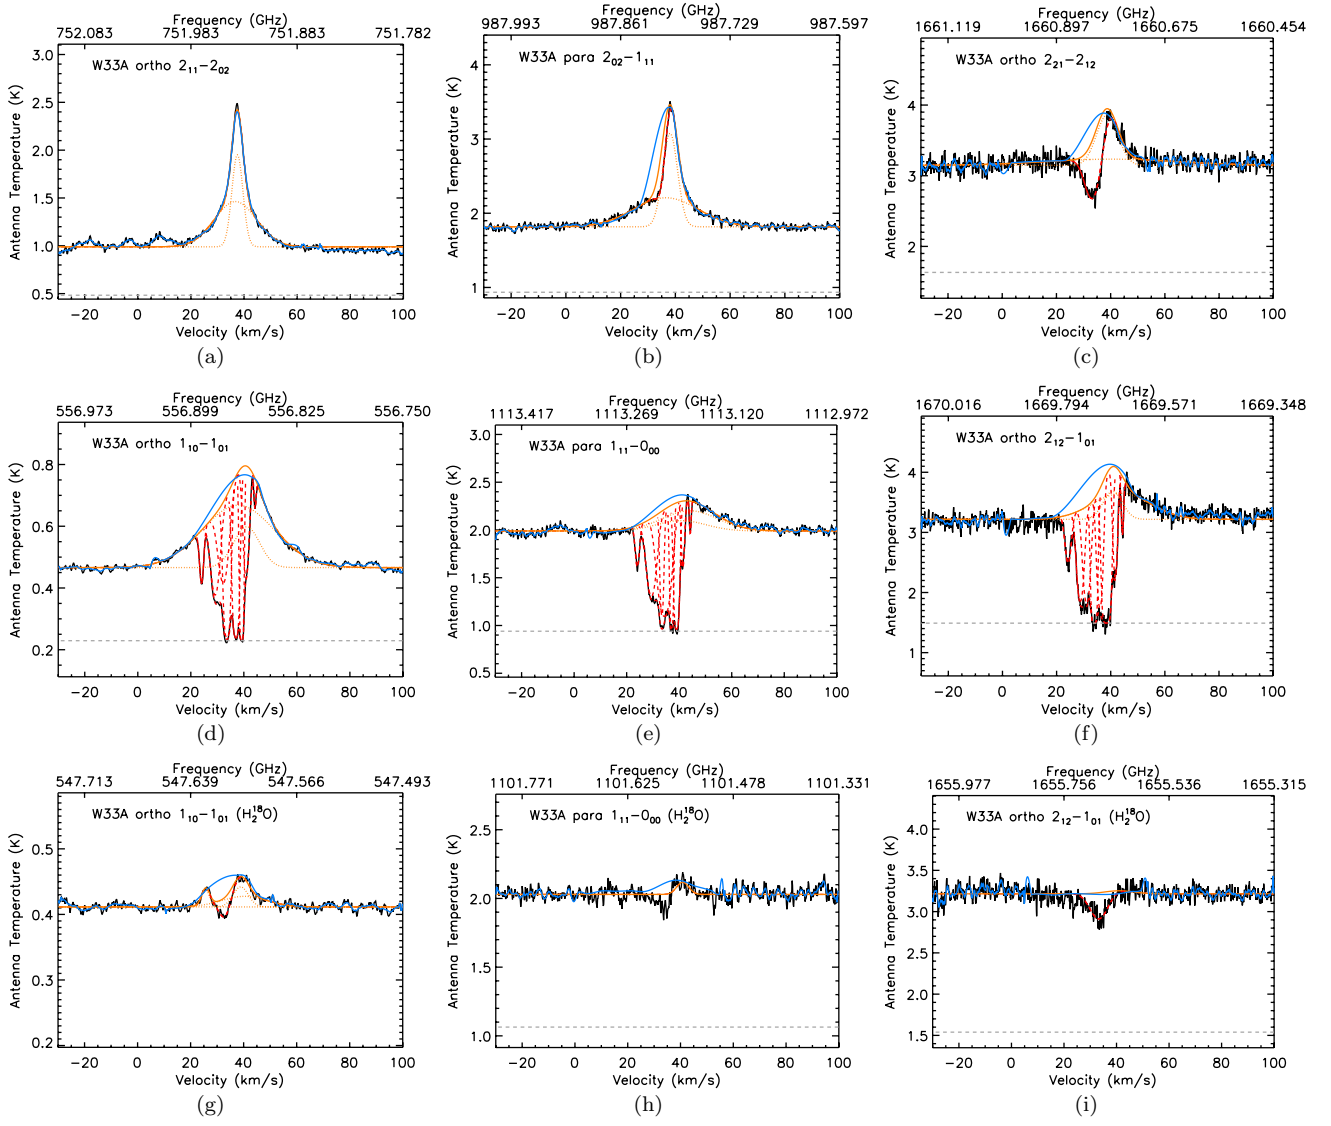 Frequency (GHz) Frequency (GHz) Frequency (GHz)
752.083 751.983 751.883 751.782 987.993 987.861 987.729 987.597 1661.119 1660.897 1660.675 1660.454
W33A ortho 2₁₁−2₀₂ W33A para 2₀₂−1₁₁ W33A ortho 2₂₁−2₁₂
Antenna Temperature (K) Antenna Temperature (K) Antenna Temperature (K)
3.0 2.5 2.0 1.5 1.0 0.5
4 3 2 1
4 3 2
−20 0 20 40 60 80 100 −20 0 20 40 60 80 100 −20 0 20 40 60 80 100
Velocity (km/s) Velocity (km/s) Velocity (km/s)
(a) (b) (c)
Frequency (GHz) Frequency (GHz) Frequency (GHz)
556.973 556.899 556.825 556.750 1113.417 1113.269 1113.120 1112.972 1670.016 1669.794 1669.571 1669.348
W33A ortho 1₁₀−1₀₁ W33A para 1₁₁−0₀₀ W33A ortho 2₁₂−1₀₁
Antenna Temperature (K) Antenna Temperature (K) Antenna Temperature (K)
0.8 0.6 0.4 0.2
3.0 2.5 2.0 1.5 1.0 0.5
4 3 2 1
−20 0 20 40 60 80 100 −20 0 20 40 60 80 100 −20 0 20 40 60 80 100
Velocity (km/s) Velocity (km/s) Velocity (km/s)
(d) (e) (f)
Frequency (GHz) Frequency (GHz) Frequency (GHz)
547.713 547.639 547.566 547.493 1101.771 1101.625 1101.478 1101.331 1655.977 1655.756 1655.536 1655.315
W33A ortho 1₁₀−1₀₁ (H₂¹⁸O) W33A para 1₁₁−0₀₀ (H₂¹⁸O) W33A ortho 2₁₂−1₀₁ (H₂¹⁸O)
Antenna Temperature (K) Antenna Temperature (K) Antenna Temperature (K)
0.5 0.4 0.3 0.2
2.5 2.0 1.5 1.0
4.0 3.5 3.0 2.5 2.0 1.5
−20 0 20 40 60 80 100 −20 0 20 40 60 80 100 −20 0 20 40 60 80 100
Velocity (km/s) Velocity (km/s) Velocity (km/s)
(g) (h) (i)